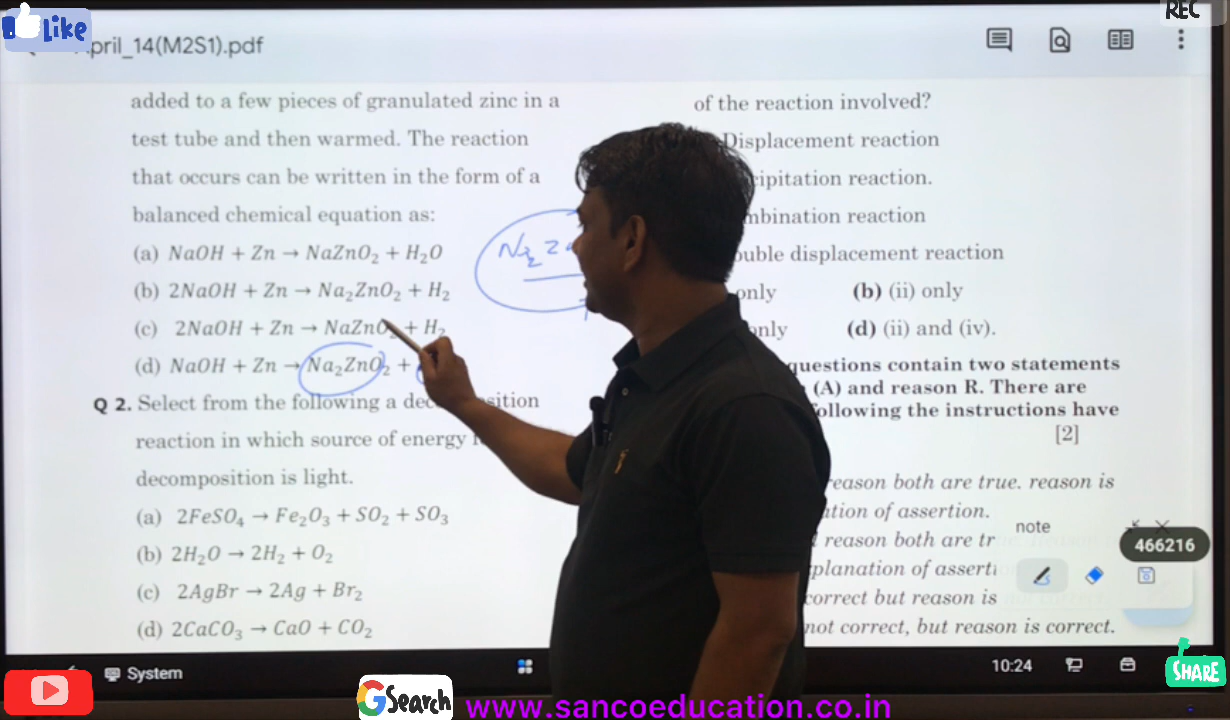 Like
REC
April_14(M2S1).pdf
added to a few pieces of granulated zinc in a
test tube and then warmed. The reaction
that occurs can be written in the form of a
balanced chemical equation as:
(a) NaOH + Zn → NaZnO₂ + H₂O
(b) 2NaOH + Zn → Na₂ZnO₂ + H₂
(c) 2NaOH + Zn → NaZnO₂ + H₂
(d) NaOH + Zn → Na₂ZnO₂ +
Na₂ Z
Q 2. Select from the following a
reaction in which source of energy
decomposition is light.
(a) 2FeSO₄ → Fe₂O₃ + SO₂ + SO₃
(b) 2H₂O → 2H₂ + O₂
(c) 2AgBr → 2Ag + Br₂
(d) 2CaCO₃ → CaO + CO₂
of the reaction involved?
Displacement reaction
cipitation reaction.
mbination reaction
ouble displacement reaction
only (b) (ii) only
only (d) (ii) and (iv).
questions contain two statements
(A) and reason R. There are
following the instructions have
[2]
reason both are true. reason is
ation of assertion.
reason both are tr
planation of asserti
correct but reason is
not correct, but reason is correct.
note
466216
System
10:24
SHARE
GSearch
www.sancoeducation.co.in